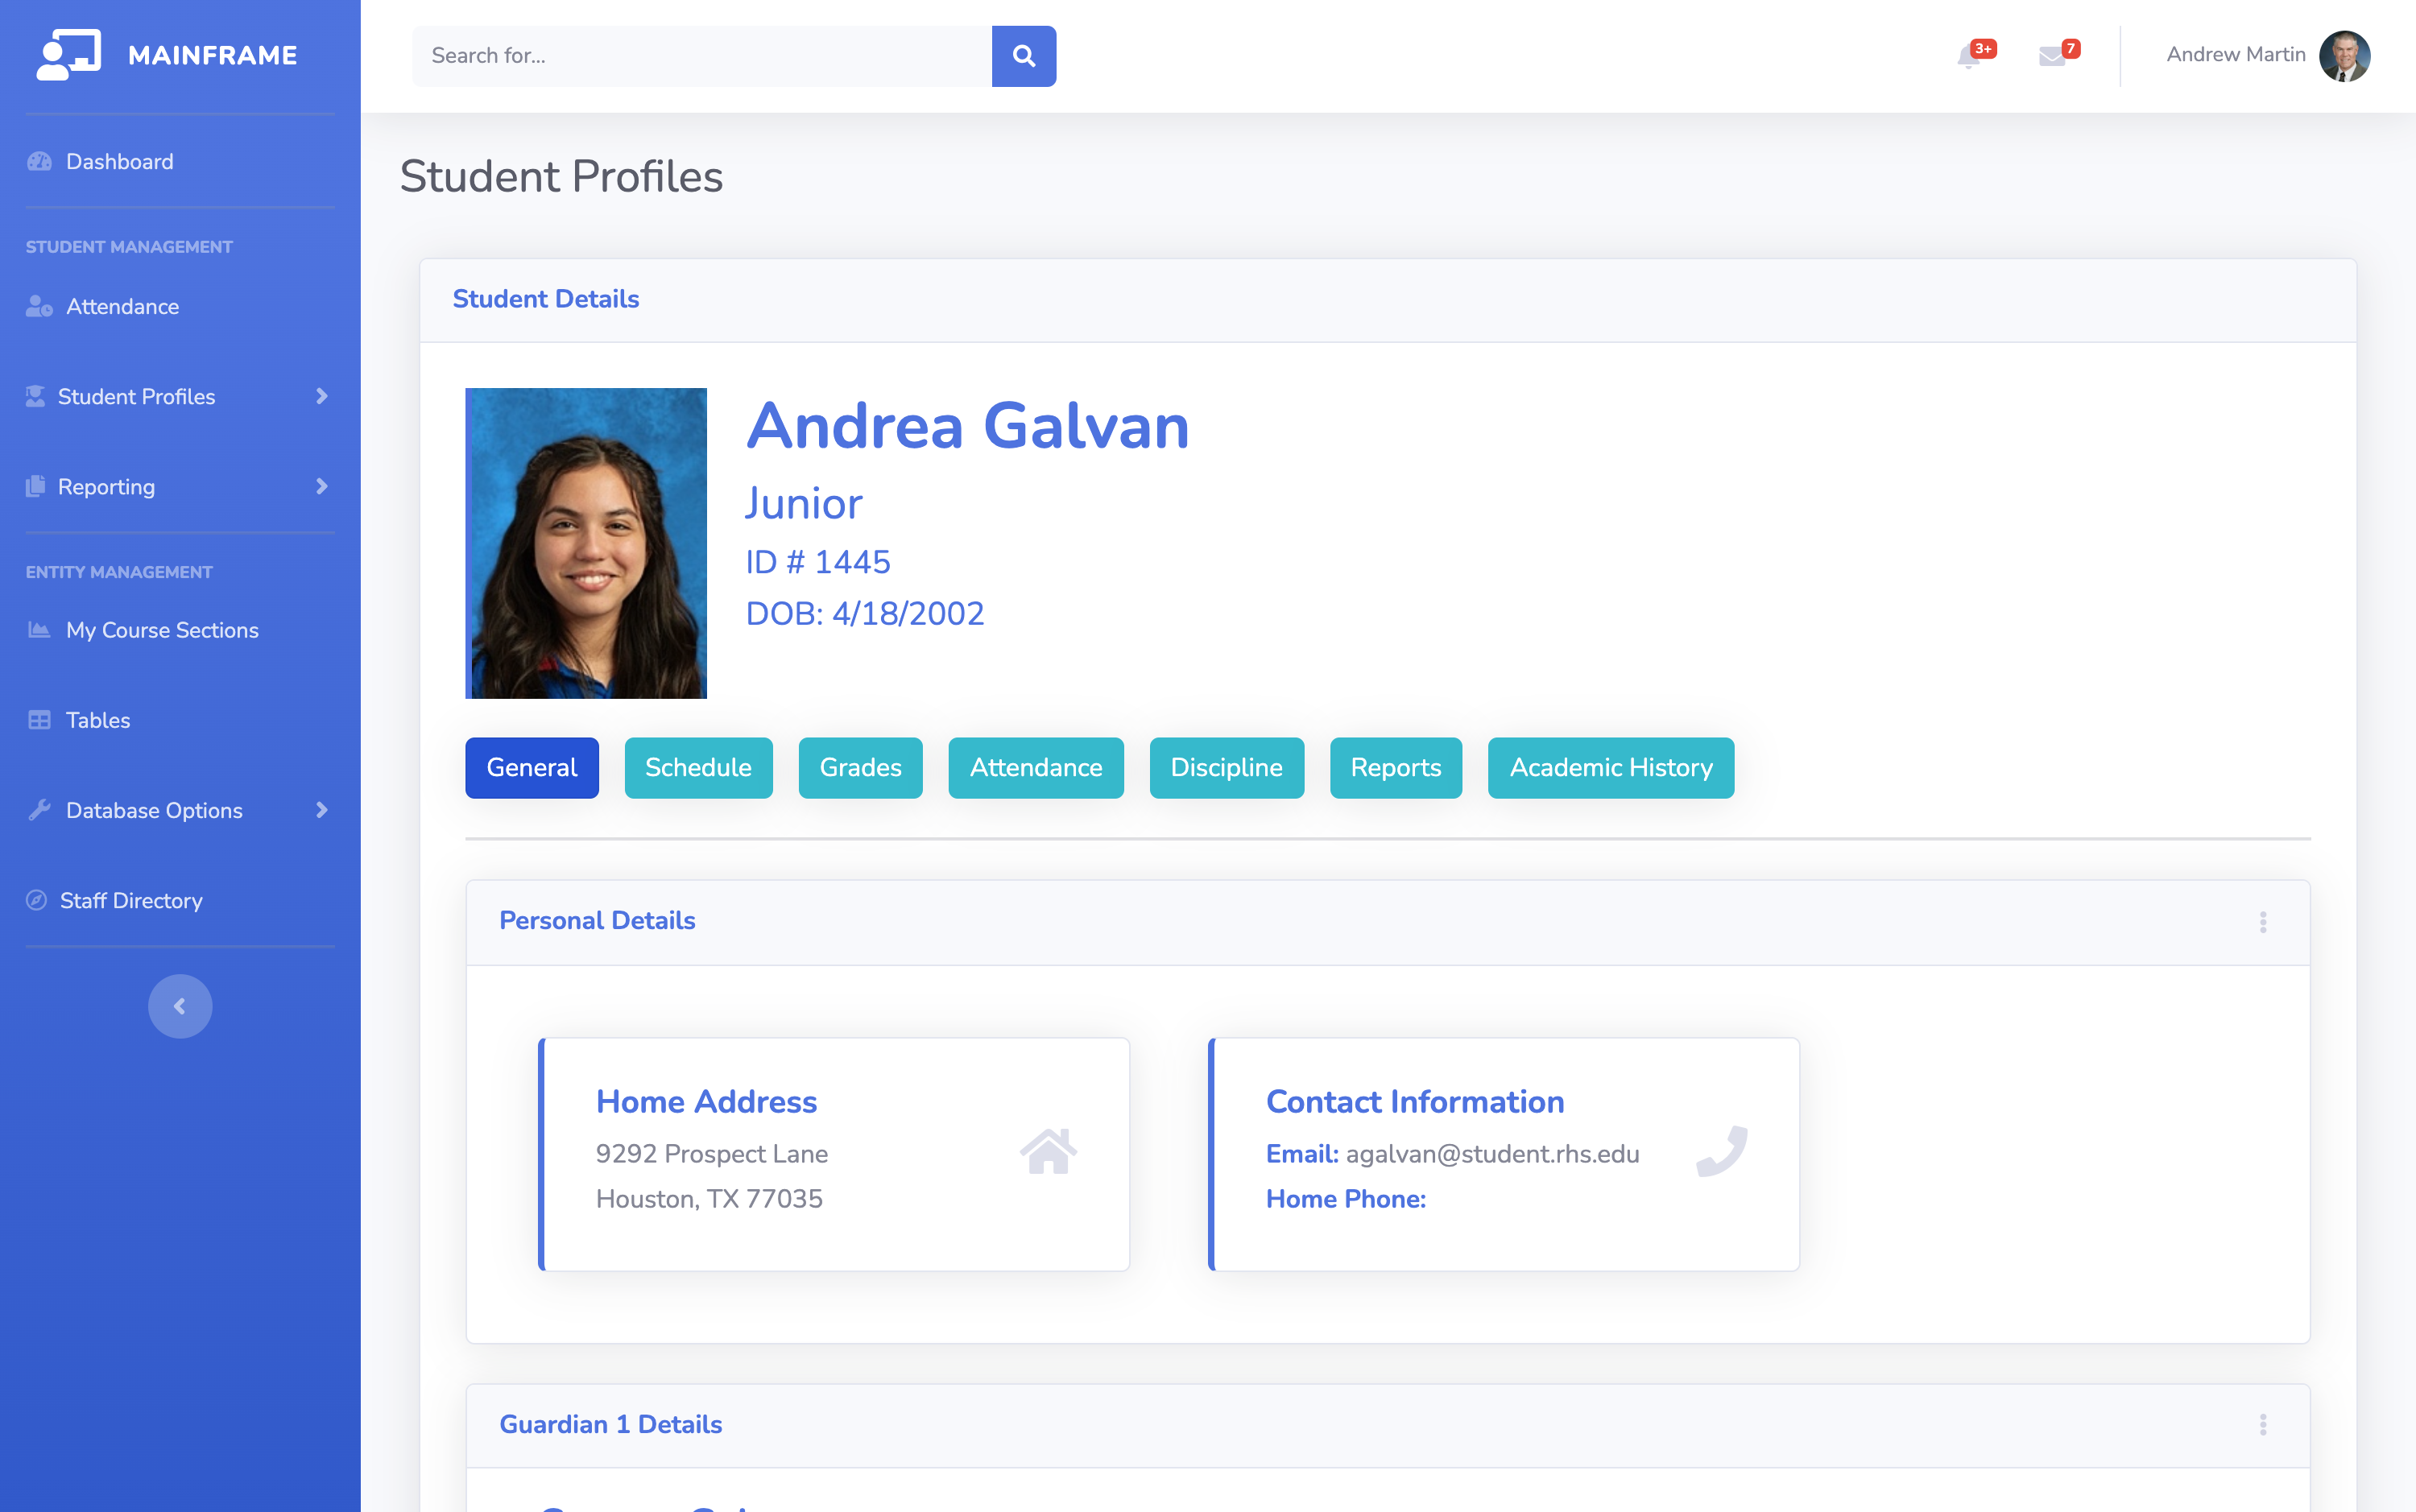 MAINFRAME
Search for...
3+
7
Andrew Martin
Dashboard
STUDENT MANAGEMENT
Attendance
Student Profiles
Reporting
ENTITY MANAGEMENT
My Course Sections
Tables
Database Options
Staff Directory
Student Profiles
Student Details
Andrea Galvan
Junior
ID # 1445
DOB: 4/18/2002
General
Schedule
Grades
Attendance
Discipline
Reports
Academic History
Personal Details
Home Address
9292 Prospect Lane
Houston, TX 77035
Contact Information
Email: agalvan@student.rhs.edu
Home Phone:
Guardian 1 Details